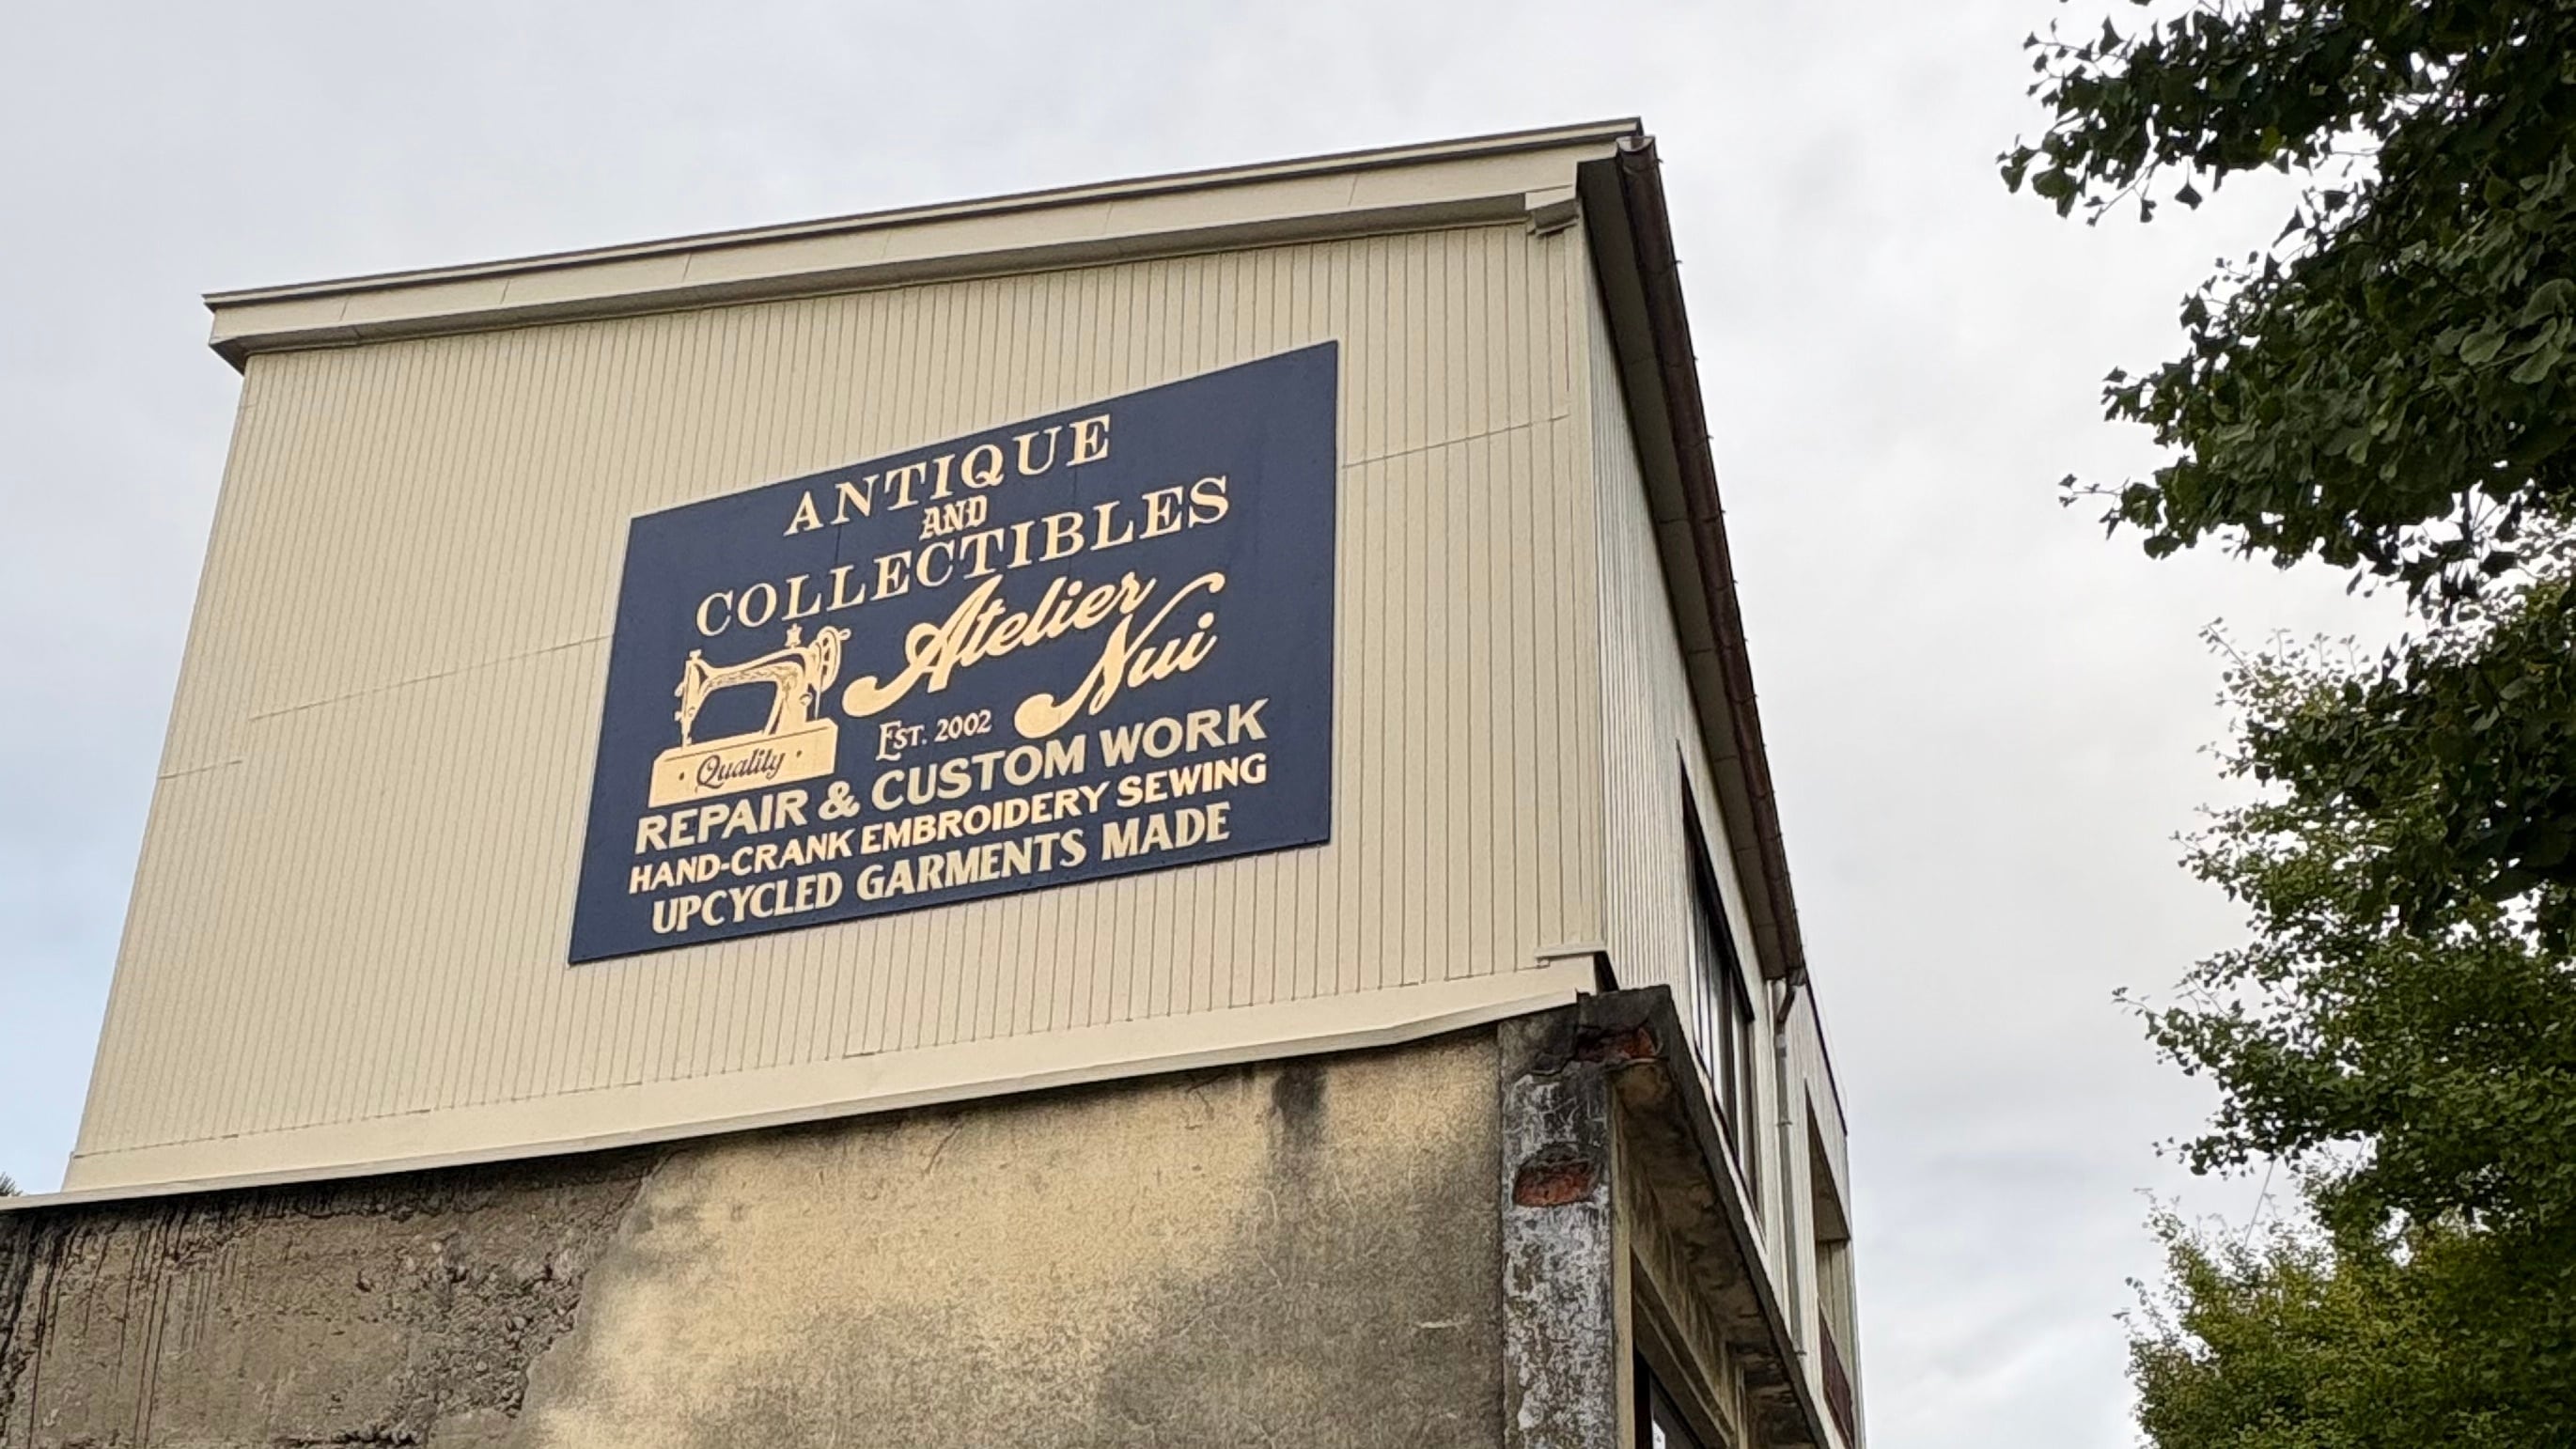 ANTIQUE
AND
COLLECTIBLES
Atelier
Nui
EST. 2002
Quality
REPAIR & CUSTOM WORK
HAND-CRANK EMBROIDERY SEWING
UPCYCLED GARMENTS MADE